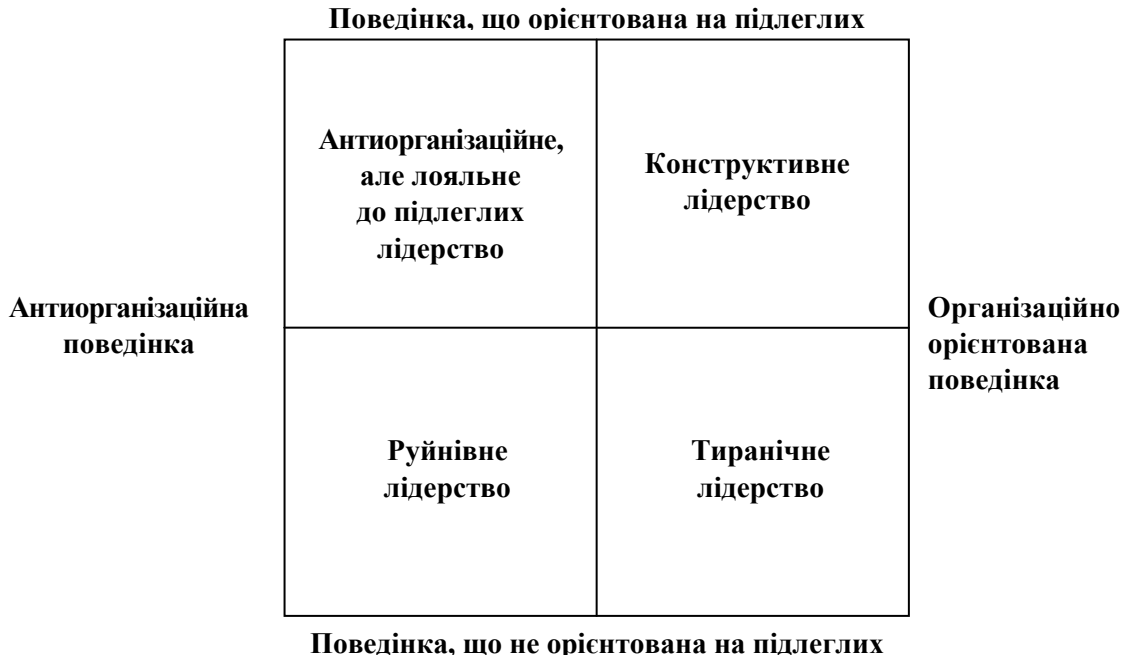 Поведінка, що орієнтована на підлеглих
Антиорганізаційне,
але лояльне
до підлеглих
лідерство
Конструктивне
лідерство
Антиорганізаційна
поведінка
Організаційно
орієнтована
поведінка
Руйнівне
лідерство
Тиранічне
лідерство
Поведінка, що не орієнтована на підлеглих